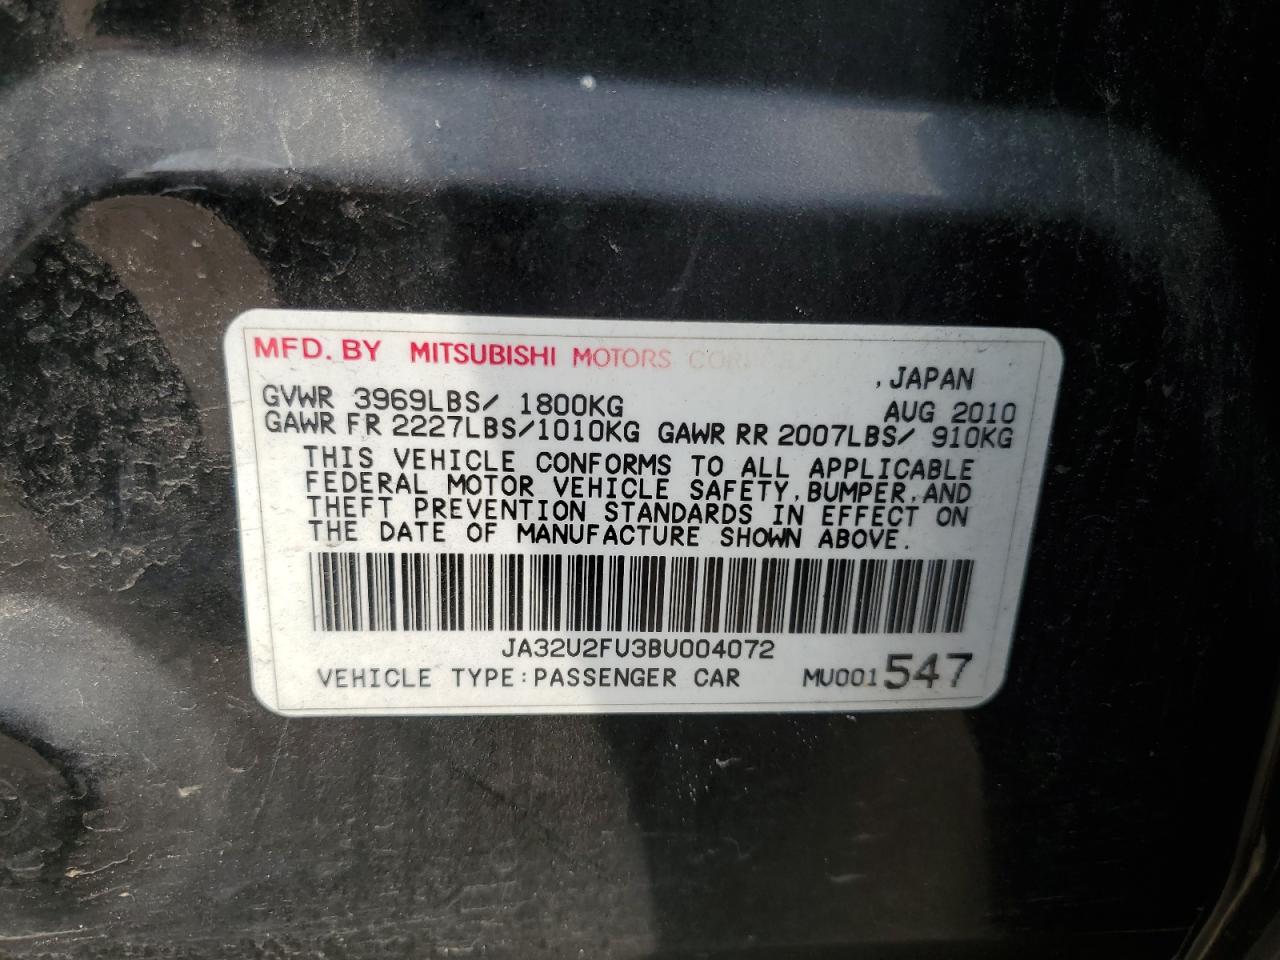 MFD. BY MITSUBISHI MOTORS
, JAPAN
GVWR 3969LBS/ 1800KG AUG 2010
GAWR FR 2227LBS/1010KG GAWR RR 2007LBS/ 910KG
THIS VEHICLE CONFORMS TO ALL APPLICABLE
FEDERAL MOTOR VEHICLE SAFETY, BUMPER, AND
THEFT PREVENTION STANDARDS IN EFFECT ON
THE DATE OF MANUFACTURE SHOWN ABOVE.
JA32U2FU3BU004072
VEHICLE TYPE: PASSENGER CAR MU001547